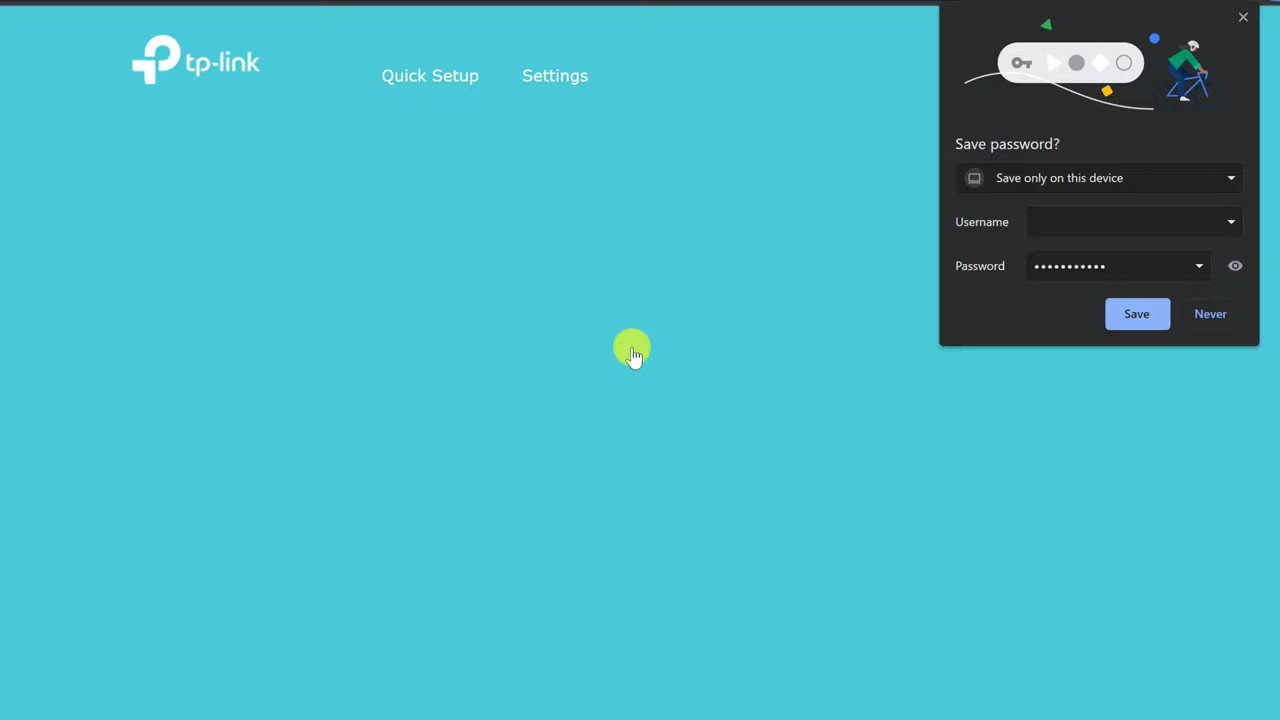 tp-link
Quick Setup
Settings
Save password?
Save only on this device
Username
Password
Save
Never